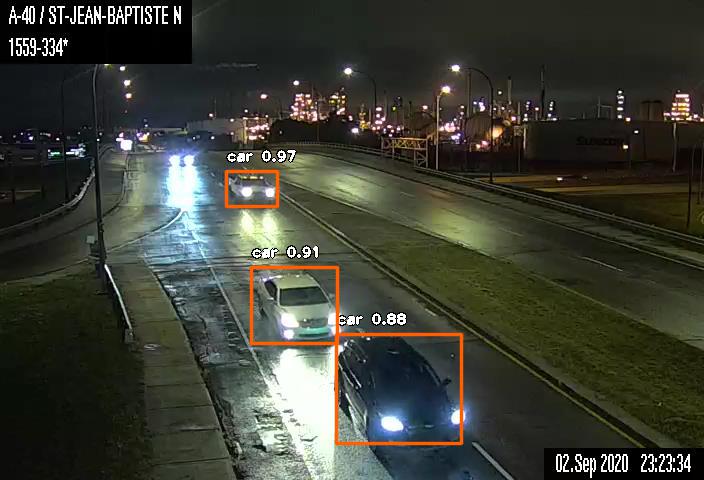 A-40 / ST-JEAN-BAPTISTE N
1559-334*
car 0.97
car 0.91
car 0.88
02.Sep 2020 23:23:34